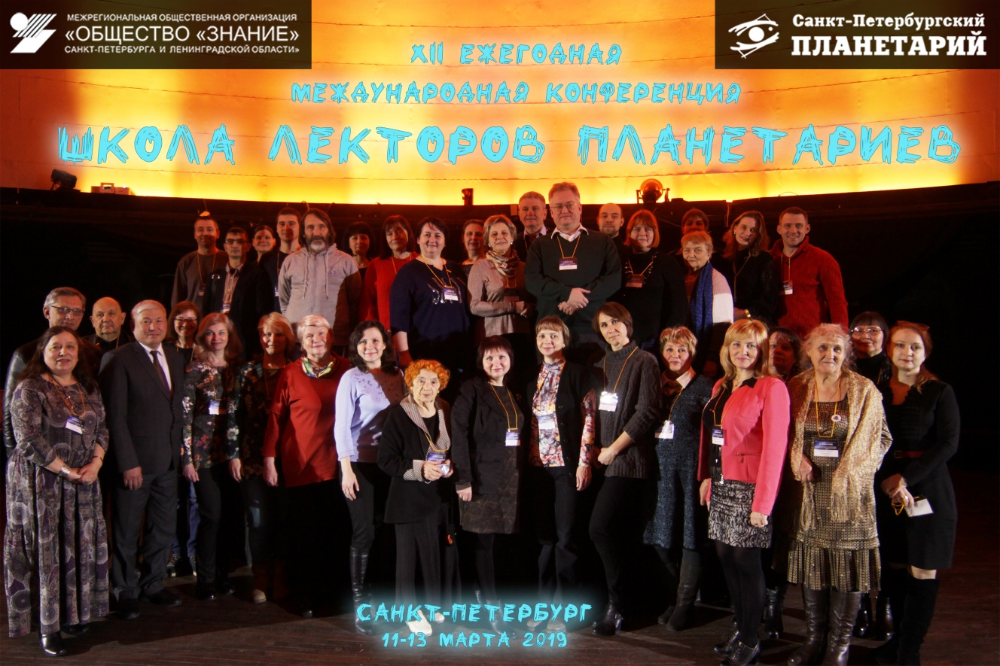 МЕЖРЕГИОНАЛЬНАЯ ОБЩЕСТВЕННАЯ ОРГАНИЗАЦИЯ
«ОБЩЕСТВО «ЗНАНИЕ»
САНКТ-ПЕТЕРБУРГА И ЛЕНИНГРАДСКОЙ ОБЛАСТИ»
Санкт-Петербургский
ПЛАНЕТАРИЙ
XII ЕЖЕГОДНАЯ
МЕЖДУНАРОДНАЯ КОНФЕРЕНЦИЯ
ШКОЛА ЛЕКТОРОВ ПЛАНЕТАРИЕВ
САНКТ-ПЕТЕРБУРГ
11-13 МАРТА 2019